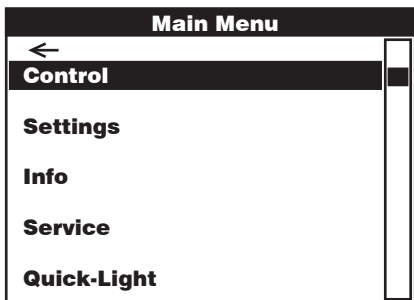 Main Menu
←
Control
Settings
Info
Service
Quick-Light